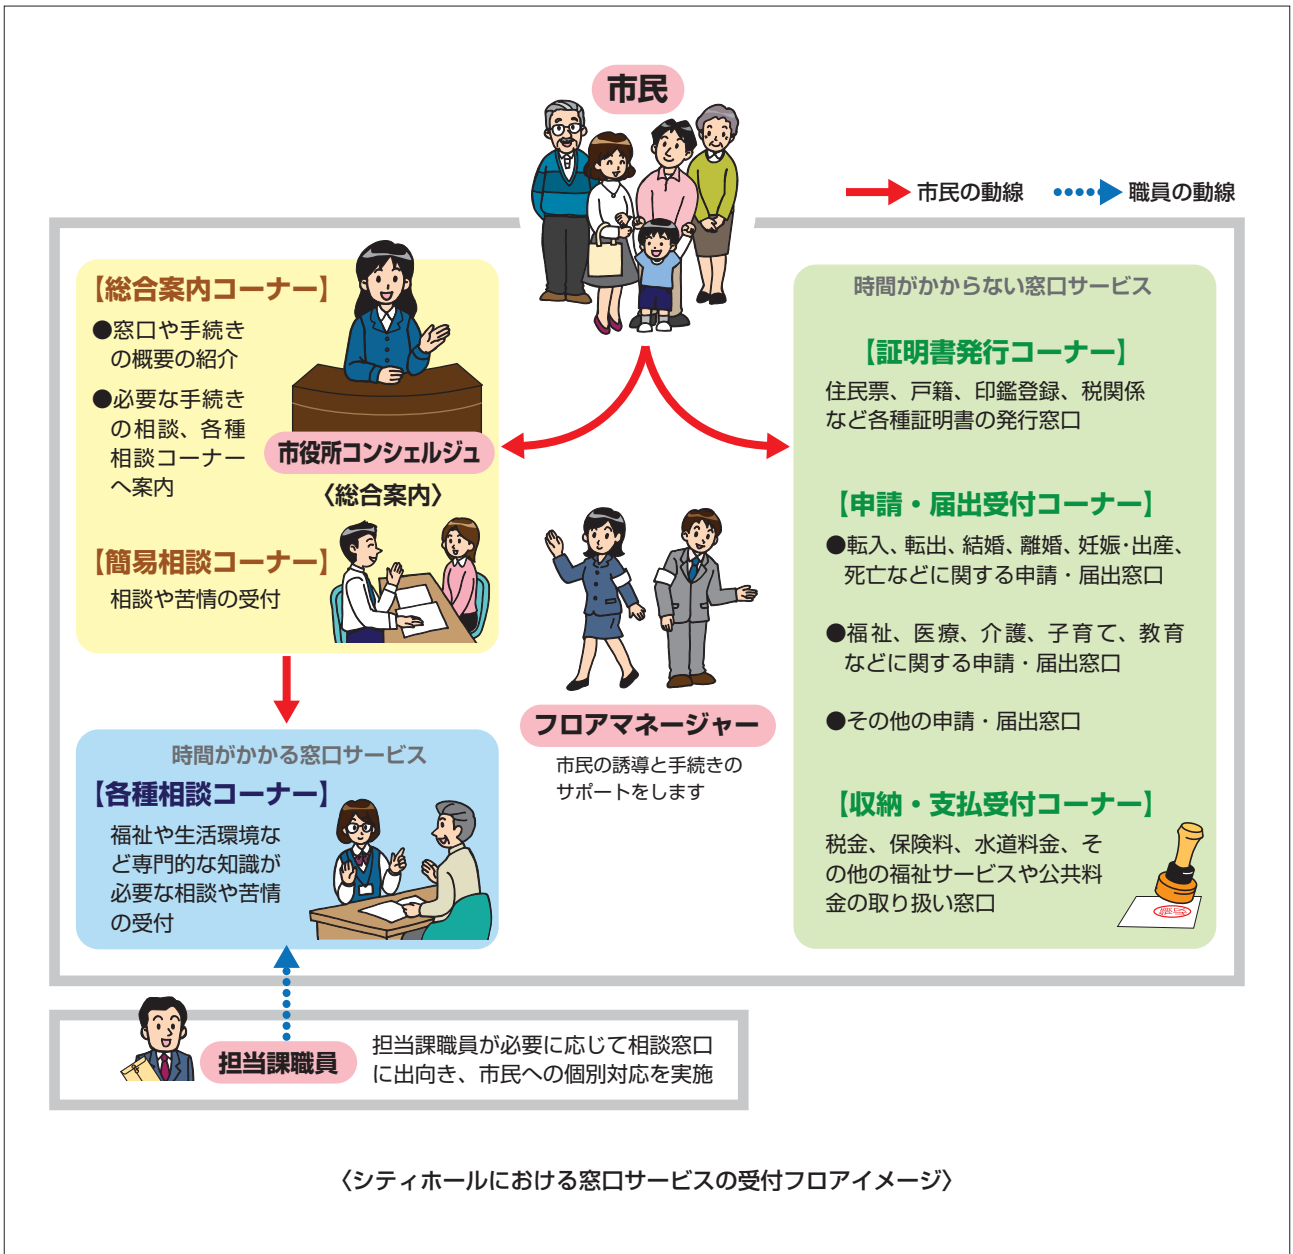 市民
市民の動線
職員の動線
【総合案内コーナー】
●窓口や手続き
の概要の紹介
●必要な手続き
の相談、各種
相談コーナー
へ案内
市役所コンシェルジュ
〈総合案内〉
【簡易相談コーナー】
相談や苦情の受付
時間がかかる窓口サービス
【各種相談コーナー】
福祉や生活環境な
ど専門的な知識が
必要な相談や苦情
の受付
フロアマネージャー
市民の誘導と手続きの
サポートをします
時間がかからない窓口サービス
【証明書発行コーナー】
住民票、戸籍、印鑑登録、税関係
など各種証明書の発行窓口
【申請・届出受付コーナー】
●転入、転出、結婚、離婚、妊娠・出産、
死亡などに関する申請・届出窓口
●福祉、医療、介護、子育て、教育
などに関する申請・届出窓口
●その他の申請・届出窓口
【収納・支払受付コーナー】
税金、保険料、水道料金、そ
の他の福祉サービスや公共料
金の取り扱い窓口
担当課職員
担当課職員が必要に応じて相談窓口
に出向き、市民への個別対応を実施
〈シティホールにおける窓口サービスの受付フロアイメージ〉